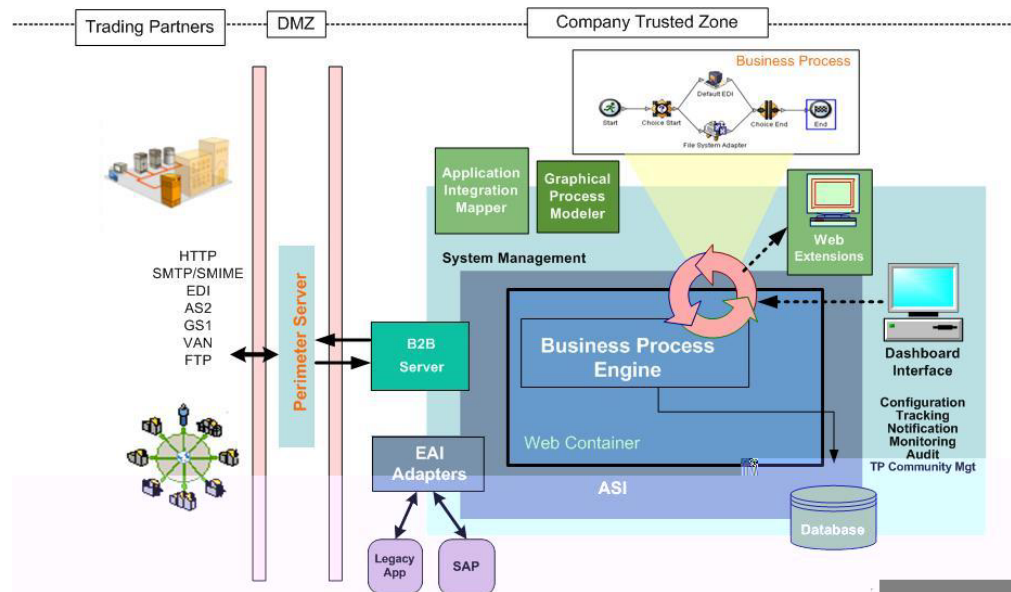 Trading Partners
DMZ
Company Trusted Zone
Business Process
Start
Choice Start
Default EDI
File System Adapter
Choice End
End
Application
Integration
Mapper
Graphical
Process
Modeler
Web
Extensions
System Management
HTTP
SMTP/SMIME
EDI
AS2
GS1
VAN
FTP
Perimeter Server
B2B
Server
Business Process
Engine
Web Container
Dashboard
Interface
Configuration
Tracking
Notification
Monitoring
Audit
TP Community Mgt
EAI
Adapters
ASI
Database
Legacy
App
SAP